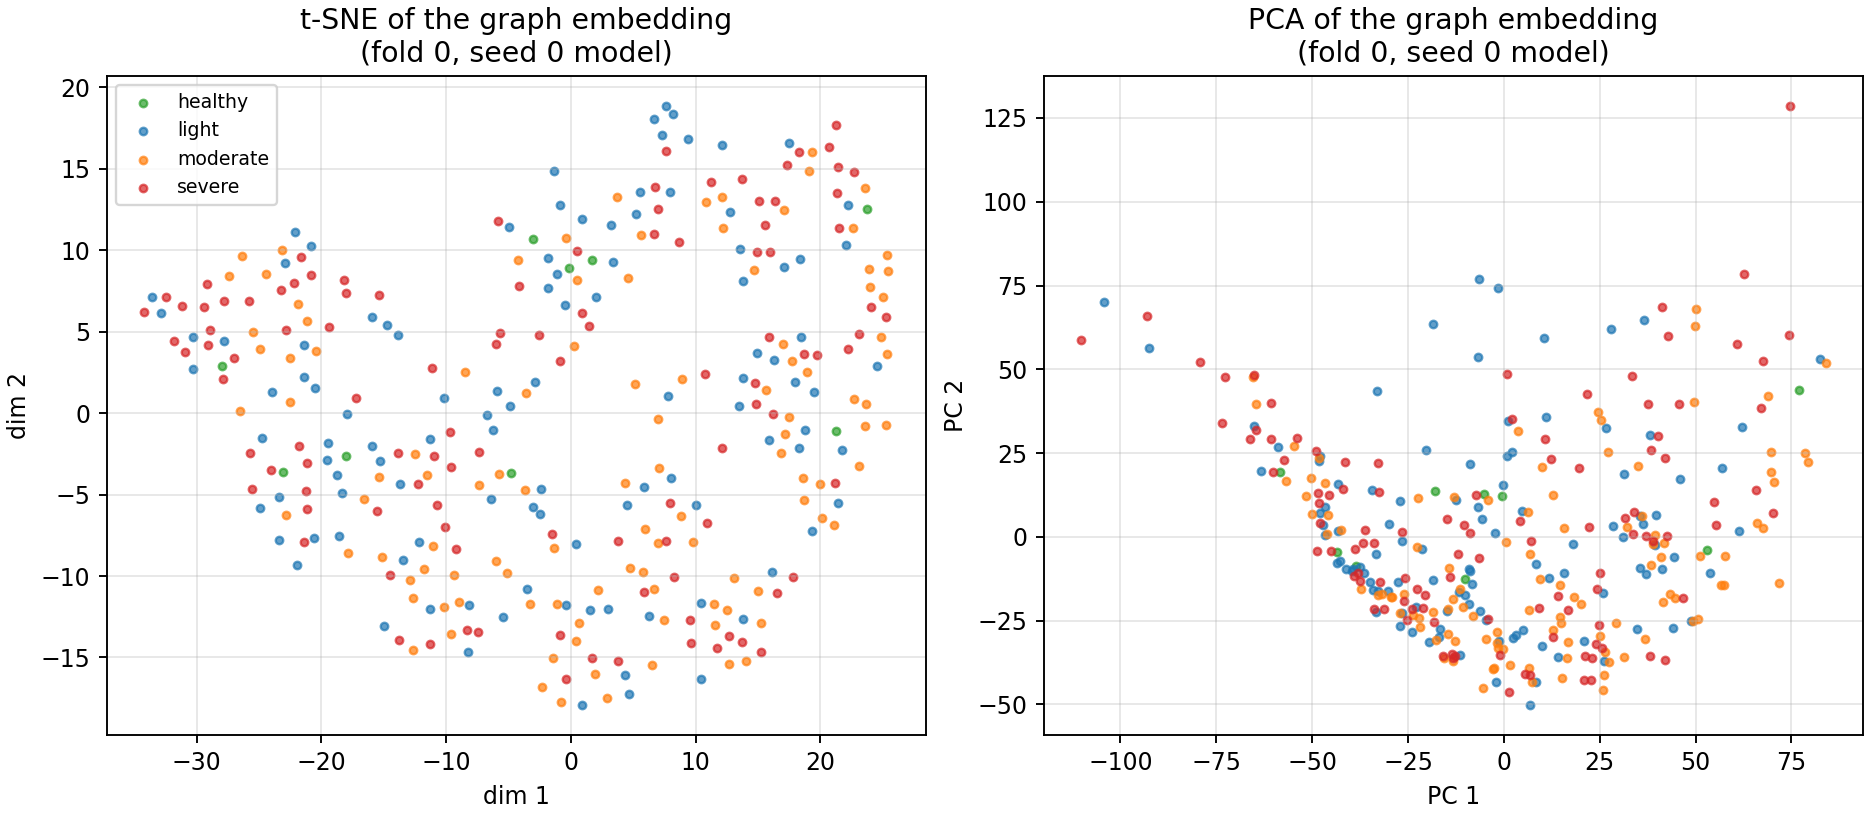 t-SNE of the graph embedding
(fold 0, seed 0 model)
healthy
light
moderate
severe
20
15
10
5
0
−5
−10
−15
dim 2
−30
−20
−10
0
10
20
dim 1
PCA of the graph embedding
(fold 0, seed 0 model)
125
100
75
50
25
0
−25
−50
PC 2
−100
−75
−50
−25
0
25
50
75
PC 1